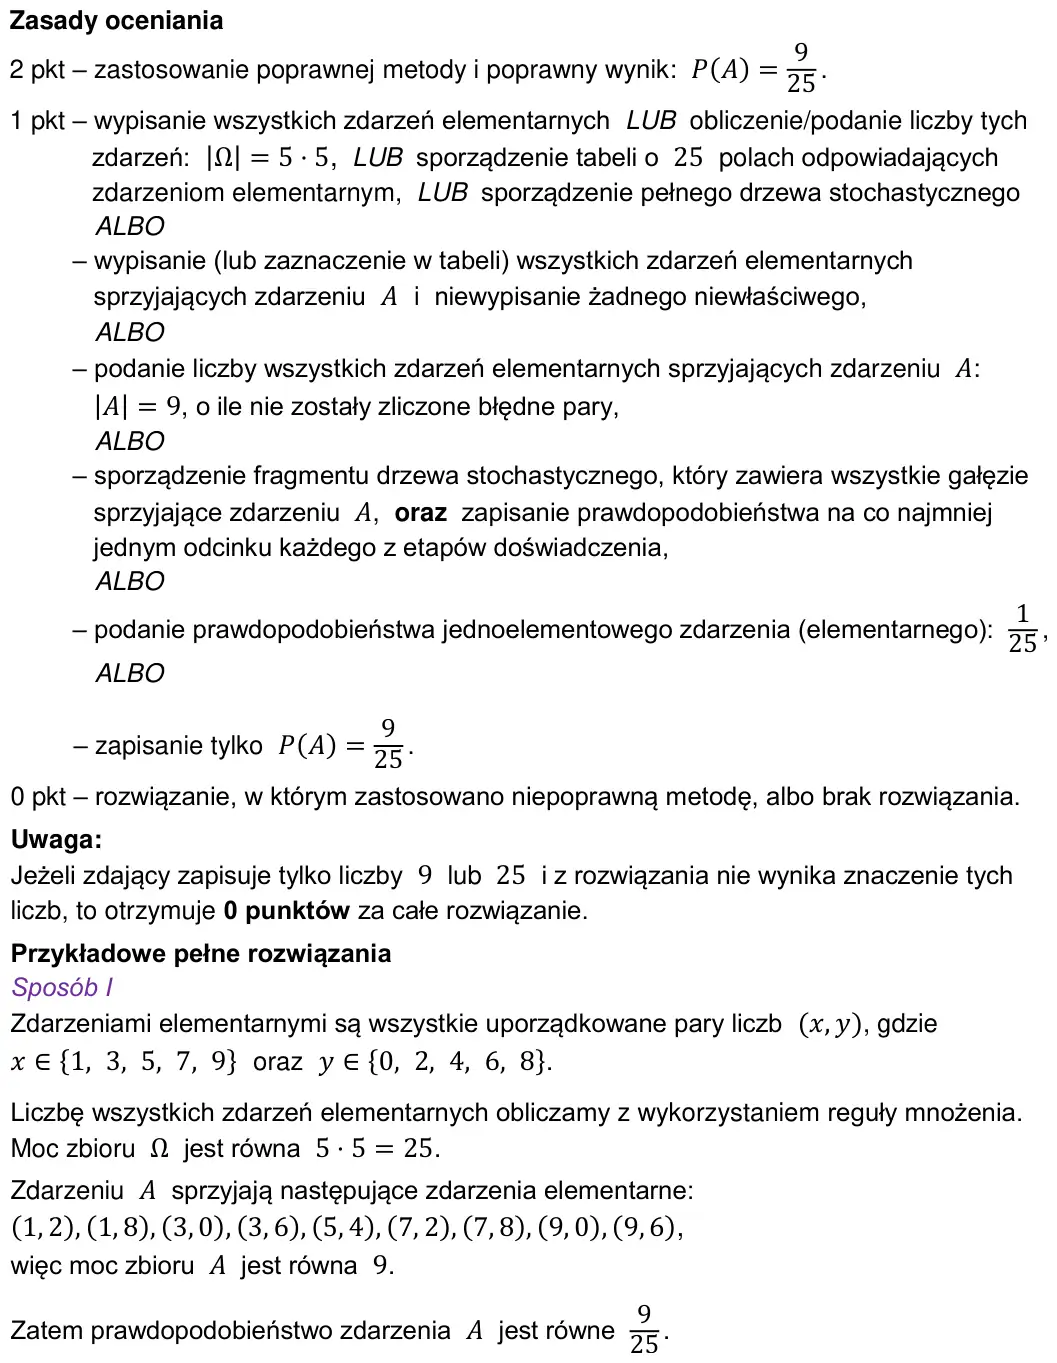 Zasady oceniania
2 pkt – zastosowanie poprawnej metody i poprawny wynik: P(A) = 9/25.
1 pkt – wypisanie wszystkich zdarzeń elementarnych LUB obliczenie/podanie liczby tych
zdarzeń: |Ω| = 5 · 5, LUB sporządzenie tabeli o 25 polach odpowiadających
zdarzeniom elementarnym, LUB sporządzenie pełnego drzewa stochastycznego
ALBO
– wypisanie (lub zaznaczenie w tabeli) wszystkich zdarzeń elementarnych
sprzyjających zdarzeniu A i niewypisanie żadnego niewłaściwego,
ALBO
– podanie liczby wszystkich zdarzeń elementarnych sprzyjających zdarzeniu A:
|A| = 9, o ile nie zostały zliczone błędne pary,
ALBO
– sporządzenie fragmentu drzewa stochastycznego, który zawiera wszystkie gałęzie
sprzyjające zdarzeniu A, oraz zapisanie prawdopodobieństwa na co najmniej
jednym odcinku każdego z etapów doświadczenia,
ALBO
– podanie prawdopodobieństwa jednoelementowego zdarzenia (elementarnego): 1/25,
ALBO
– zapisanie tylko P(A) = 9/25.
0 pkt – rozwiązanie, w którym zastosowano niepoprawną metodę, albo brak rozwiązania.
Uwaga:
Jeżeli zdający zapisuje tylko liczby 9 lub 25 i z rozwiązania nie wynika znaczenie tych
liczb, to otrzymuje 0 punktów za całe rozwiązanie.
Przykładowe pełne rozwiązania
Sposób I
Zdarzeniami elementarnymi są wszystkie uporządkowane pary liczb (x, y), gdzie
x ∈ {1, 3, 5, 7, 9} oraz y ∈ {0, 2, 4, 6, 8}.
Liczbę wszystkich zdarzeń elementarnych obliczamy z wykorzystaniem reguły mnożenia.
Moc zbioru Ω jest równa 5 · 5 = 25.
Zdarzeniu A sprzyjają następujące zdarzenia elementarne:
(1, 2), (1, 8), (3, 0), (3, 6), (5, 4), (7, 2), (7, 8), (9, 0), (9, 6),
więc moc zbioru A jest równa 9.
Zatem prawdopodobieństwo zdarzenia A jest równe 9/25.